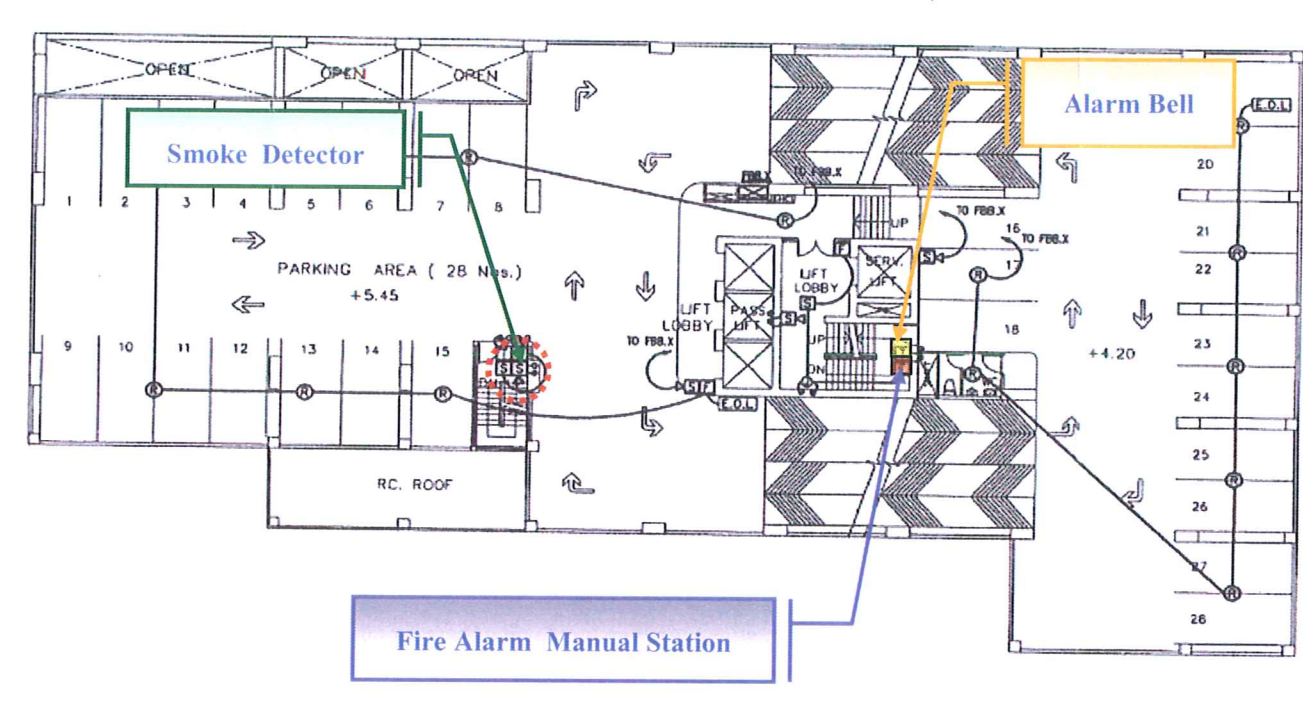 OPEN
OPEN
OPEN
Alarm Bell
E.O.L
Smoke Detector
R
R
20
FBB.X
TO FBB.X
1
2
3
4
5
6
7
8
R
UP
TO FBB.X
16
TO FBB.X
21
R
PARKING AREA ( 28 Nos.)
+5.45
F
SERV.
LIFT
S
17
R
22
LIFT
LOBBY
S
LIFT
LOBBY
PASS.
LIFT
S
UP
18
23
+4.20
9
10
11
12
13
14
15
TO FBB.X
S
S
DN
R
R
R
R
R
S
F
E.O.L
24
25
RC. ROOF
R
26
27
R
28
Fire Alarm Manual Station